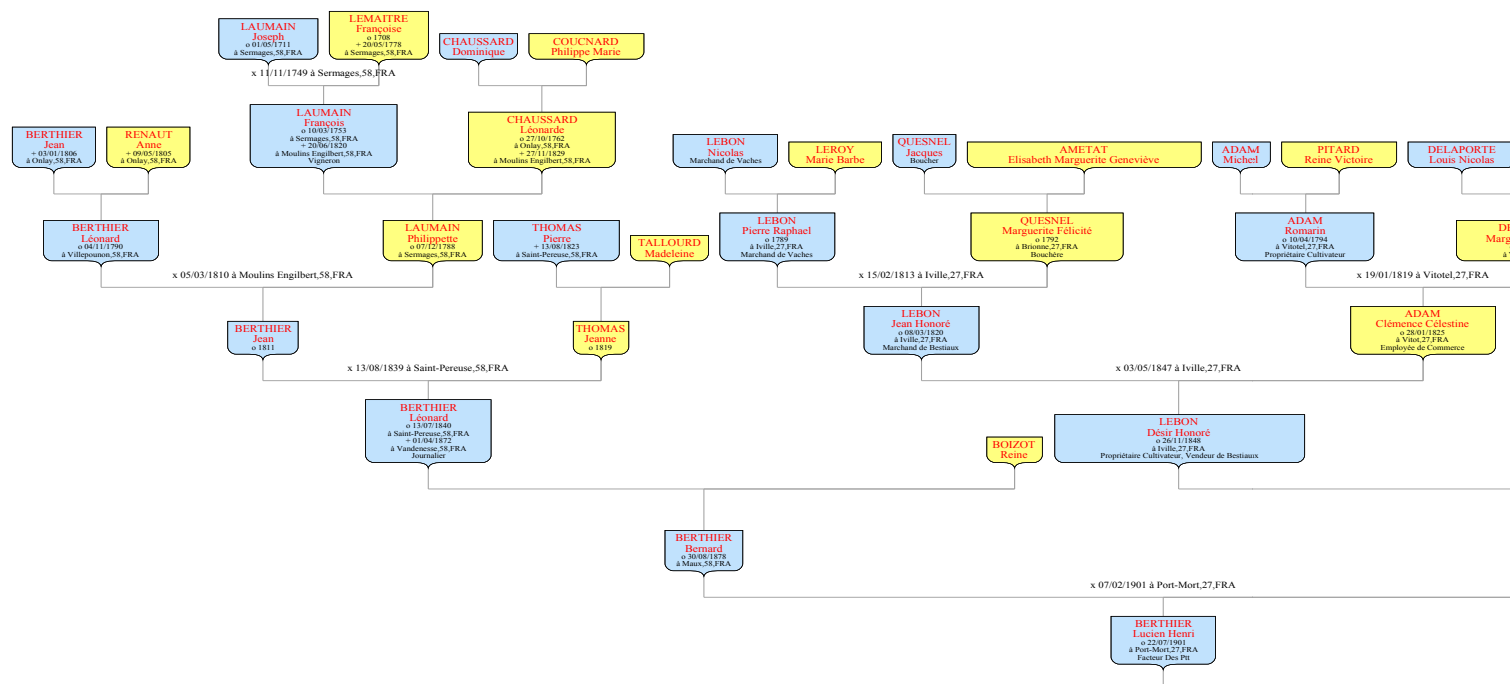 LAUMAIN
Joseph
o 01/05/1711
à Sermages,58,FRA
LEMAITRE
Françoise
o 1708
+ 20/05/1778
à Sermages,58,FRA
CHAUSSARD
Dominique
COUCNARD
Philippe Marie
x 11/11/1749 à Sermages,58,FRA
BERTHIER
Jean
+ 03/01/1806
à Onlay,58,FRA
RENAUT
Anne
+ 09/05/1805
à Onlay,58,FRA
LAUMAIN
François
o 10/03/1753
à Sermages,58,FRA
+ 20/06/1820
à Moulins Engilbert,58,FRA
Vigneron
CHAUSSARD
Léonarde
o 27/10/1762
à Onlay,58,FRA
+ 27/11/1829
à Moulins Engilbert,58,FRA
LEBON
Nicolas
Marchand de Vaches
LEROY
Marie Barbe
QUESNEL
Jacques
Boucher
AMETAT
Elisabeth Marguerite Geneviève
ADAM
Michel
PITARD
Reine Victoire
DELAPORTE
Louis Nicolas
BERTHIER
Léonard
o 04/11/1790
à Villepounon,58,FRA
LAUMAIN
Philippette
o 07/12/1788
à Sermages,58,FRA
THOMAS
Pierre
+ 13/08/1823
à Saint-Pereuse,58,FRA
TALLOURD
Madeleine
LEBON
Pierre Raphael
o 1789
à Iville,27,FRA
Marchand de Vaches
QUESNEL
Marguerite Félicité
o 1792
à Brionne,27,FRA
Bouchère
ADAM
Romarin
o 10/04/1794
à Vitotel,27,FRA
Propriétaire Cultivateur
DE
Marg
à V
x 05/03/1810 à Moulins Engilbert,58,FRA
x 15/02/1813 à Iville,27,FRA
x 19/01/1819 à Vitotel,27,FRA
BERTHIER
Jean
o 1811
THOMAS
Jeanne
o 1819
LEBON
Jean Honoré
o 08/03/1820
à Iville,27,FRA
Marchand de Bestiaux
ADAM
Clémence Célestine
o 28/01/1825
à Vitot,27,FRA
Employée de Commerce
x 13/08/1839 à Saint-Pereuse,58,FRA
x 03/05/1847 à Iville,27,FRA
BERTHIER
Léonard
o 13/07/1840
à Saint-Pereuse,58,FRA
+ 01/04/1872
à Vandenesse,58,FRA
Journalier
BOIZOT
Reine
LEBON
Désir Honoré
o 26/11/1848
à Iville,27,FRA
Propriétaire Cultivateur, Vendeur de Bestiaux
BERTHIER
Bernard
o 30/08/1878
à Maux,58,FRA
x 07/02/1901 à Port-Mort,27,FRA
BERTHIER
Lucien Henri
o 22/07/1901
à Port-Mort,27,FRA
Facteur Des Ptt